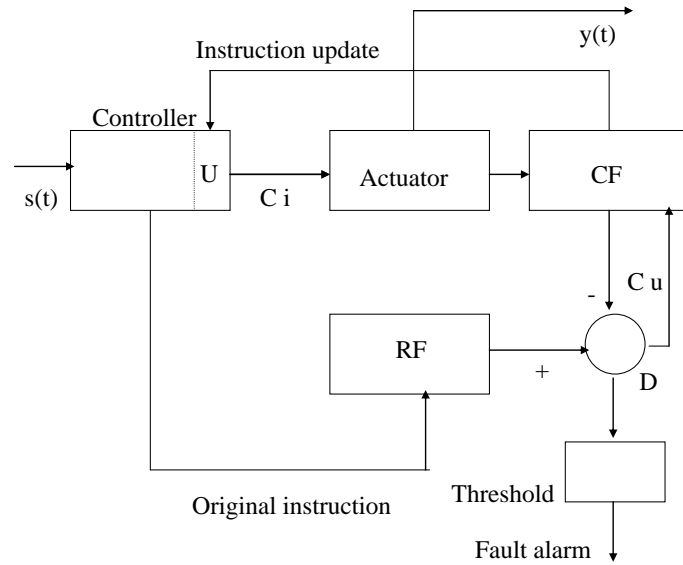 y(t)
Instruction update
Controller
U
Actuator
CF
s(t)
C i
C u
-
RF
+
D
Threshold
Original instruction
Fault alarm